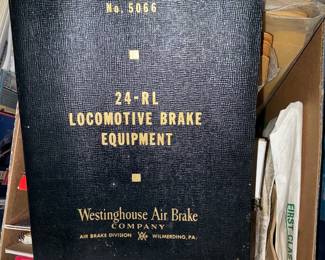 No. 5066
24-RL
LOCOMOTIVE BRAKE
EQUIPMENT
Westinghouse Air Brake
COMPANY
AIR BRAKE DIVISION WILMERDING, PA.
FIRST CLASS